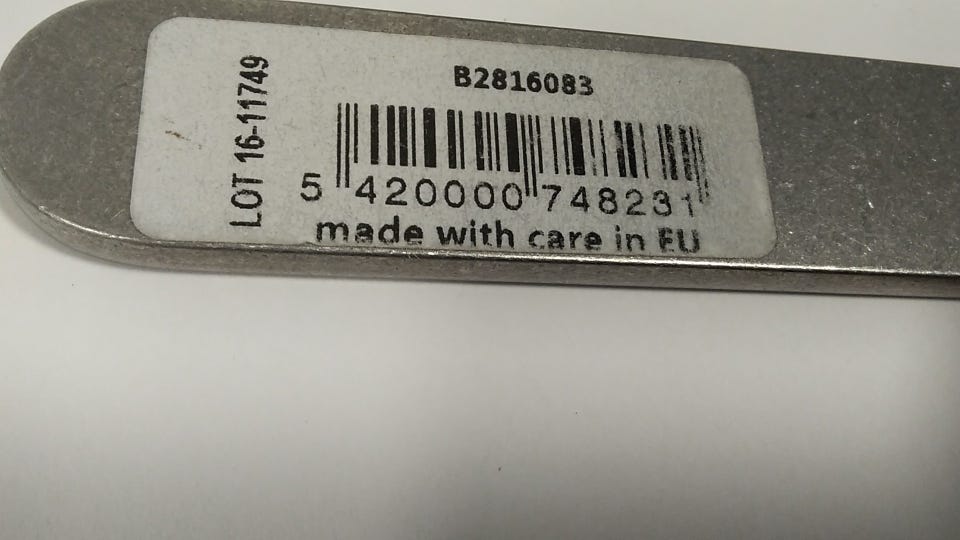 LOT 16-11749
B2816083
5 420000 748231
made with care in EU